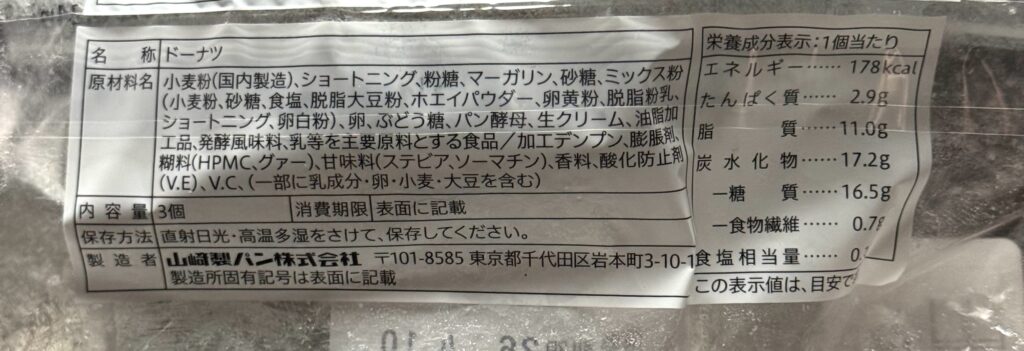 名 称 ドーナツ
原材料名 小麦粉(国内製造)、ショートニング、粉糖、マーガリン、砂糖、ミックス粉
(小麦粉、砂糖、食塩、脱脂大豆粉、ホエイパウダー、卵黄粉、脱脂粉乳、
ショートニング、卵白粉)、卵、ぶどう糖、パン酵母、生クリーム、油脂加
工品、発酵風味料、乳等を主要原料とする食品/加工デンプン、膨脹剤、
糊料(HPMC、グァー)、甘味料(ステビア、ソーマチン)、香料、酸化防止剤
(V.E)、V.C、(一部に乳成分・卵・小麦・大豆を含む)
内 容 量 3個 消費期限 表面に記載
保存方法 直射日光・高温多湿をさけて、保存してください。
製 造 者 山崎製パン株式会社 〒101-8585 東京都千代田区岩本町3-10-1
製造所固有記号は表面に記載
栄養成分表示:1個当たり
エネルギー…… 178kcal
たんぱく質…… 2.9g
脂 質…… 11.0g
炭水化物…… 17.2g
-糖 質…… 16.5g
-食物繊維…… 0.7g
食塩相当量…… 0.
この表示値は、目安で